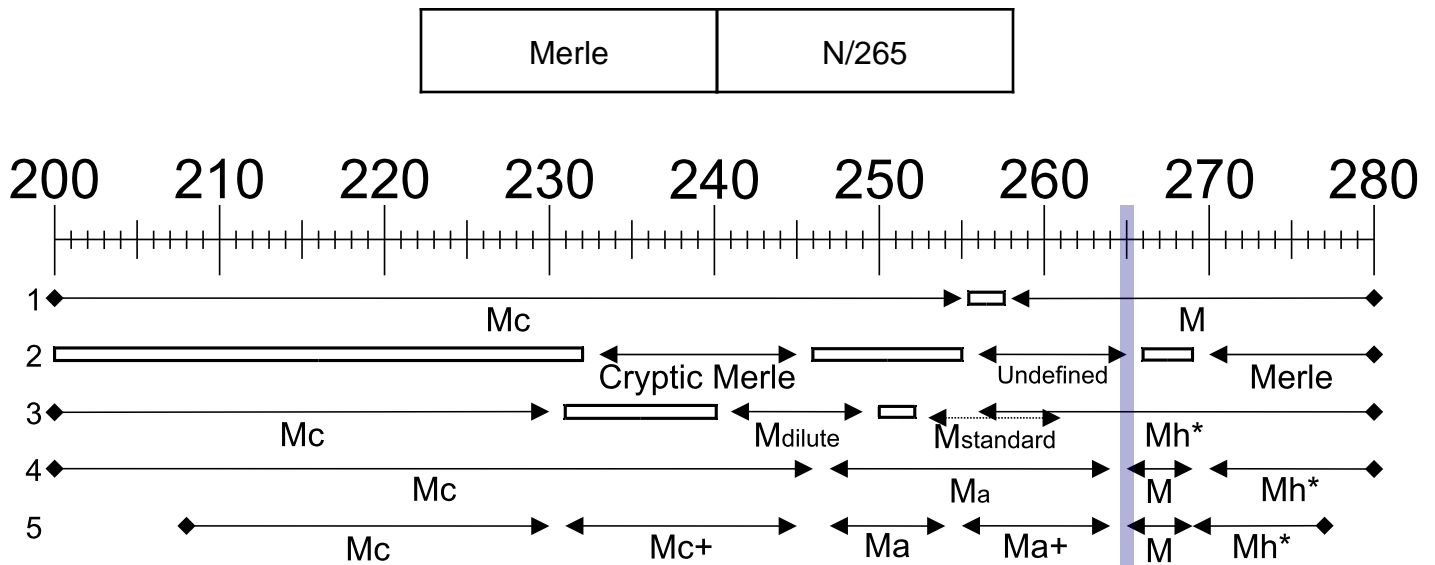 Merle N/265
200 210 220 230 240 250 260 270 280
1
Mc M
2
Cryptic Merle Undefined Merle
3
Mc Mdilute Mstandard Mh*
4
Mc Ma M Mh*
5
Mc Mc+ Ma Ma+ M Mh*